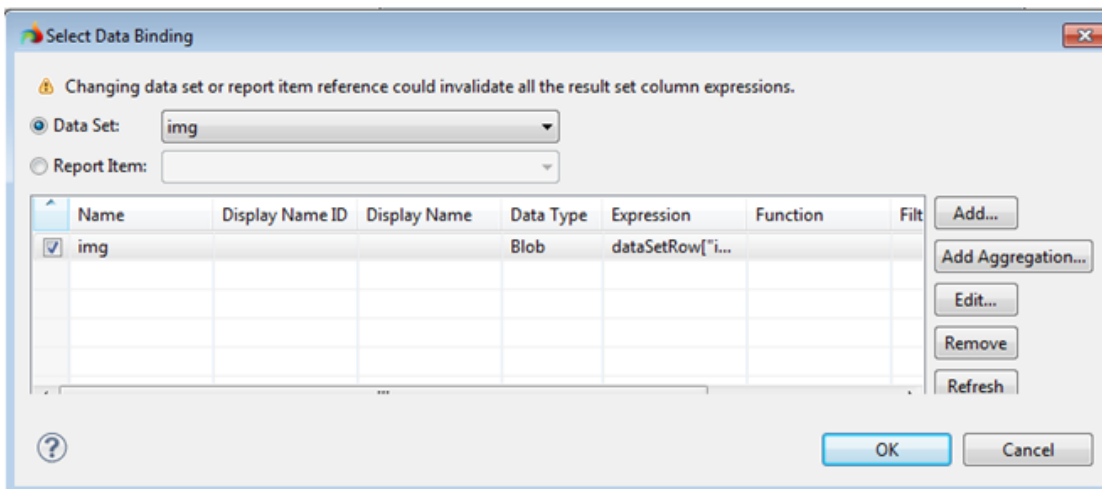 Select Data Binding
Changing data set or report item reference could invalidate all the result set column expressions.
Data Set: img
Report Item:
Name Display Name ID Display Name Data Type Expression Function Filt
img Blob dataSetRow["i...
Add...
Add Aggregation...
Edit...
Remove
Refresh
OK Cancel